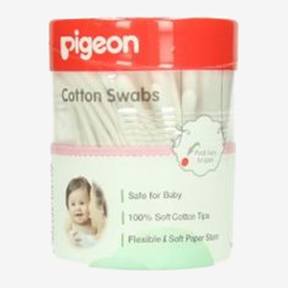 pigeon
Cotton Swabs
Safe for Baby
100% Soft Cotton Tips
Flexible & Soft Paper Stem